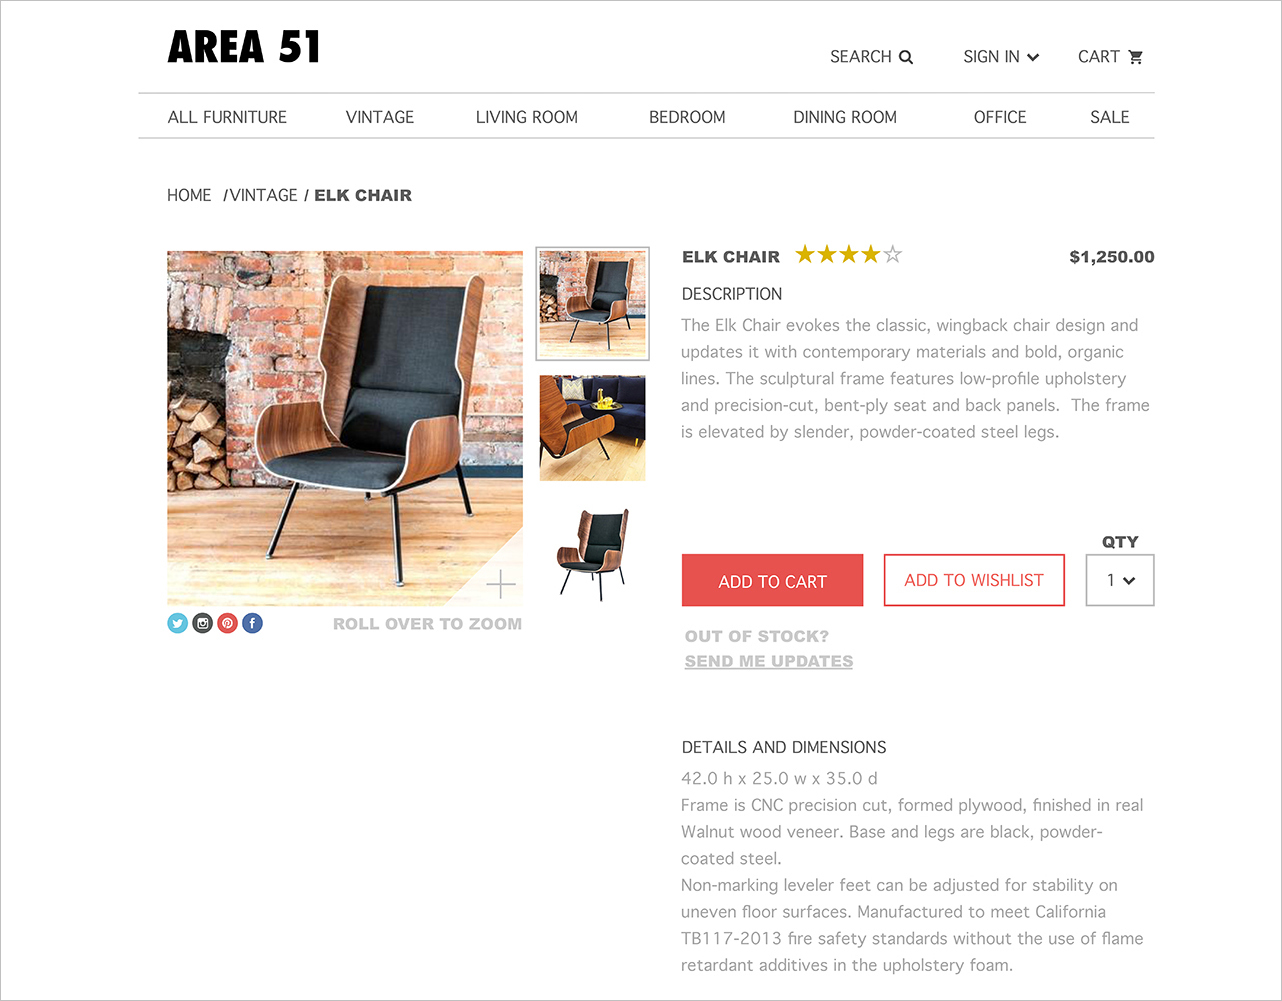 AREA 51
SEARCH
SIGN IN
CART
ALL FURNITURE
VINTAGE
LIVING ROOM
BEDROOM
DINING ROOM
OFFICE
SALE
HOME /VINTAGE / ELK CHAIR
ROLL OVER TO ZOOM
ELK CHAIR
$1,250.00
DESCRIPTION
The Elk Chair evokes the classic, wingback chair design and
updates it with contemporary materials and bold, organic
lines. The sculptural frame features low-profile upholstery
and precision-cut, bent-ply seat and back panels. The frame
is elevated by slender, powder-coated steel legs.
QTY
ADD TO CART
ADD TO WISHLIST
1
OUT OF STOCK?
SEND ME UPDATES
DETAILS AND DIMENSIONS
42.0 h x 25.0 w x 35.0 d
Frame is CNC precision cut, formed plywood, finished in real
Walnut wood veneer. Base and legs are black, powder-
coated steel.
Non-marking leveler feet can be adjusted for stability on
uneven floor surfaces. Manufactured to meet California
TB117-2013 fire safety standards without the use of flame
retardant additives in the upholstery foam.